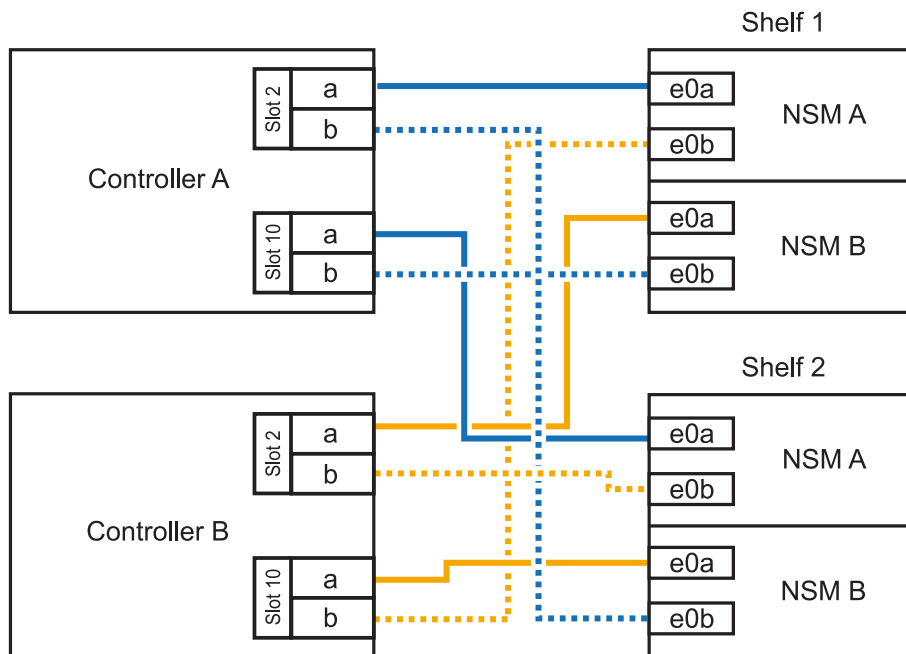 Shelf 1
Controller A
Slot 2
a
b
Slot 10
a
b
e0a
e0b
NSM A
e0a
e0b
NSM B
Shelf 2
Controller B
Slot 2
a
b
Slot 10
a
b
e0a
e0b
NSM A
e0a
e0b
NSM B